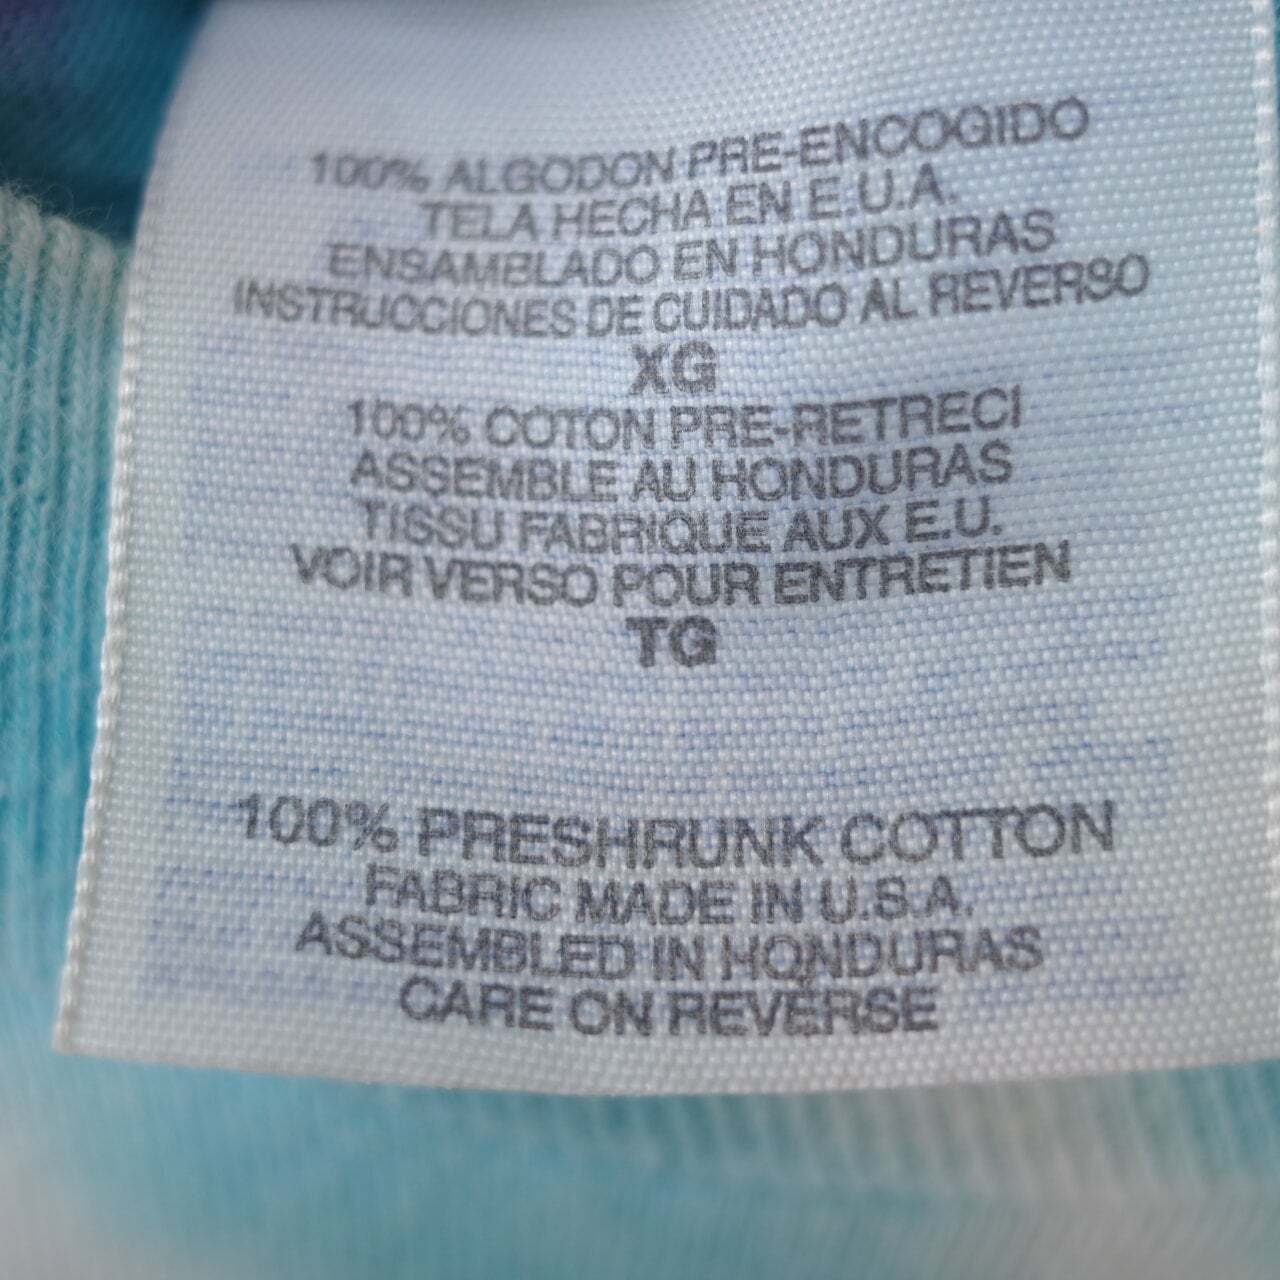 100% ALGODON PRE-ENCOGIDO
TELA HECHA EN E.U.A.
ENSAMBLADO EN HONDURAS
INSTRUCCIONES DE CUIDADO AL REVERSO
XG
100% COTON PRE-RETRECI
ASSEMBLE AU HONDURAS
TISSU FABRIQUE AUX E.U.
VOIR VERSO POUR ENTRETIEN
TG
100% PRESHRUNK COTTON
FABRIC MADE IN U.S.A.
ASSEMBLED IN HONDURAS
CARE ON REVERSE